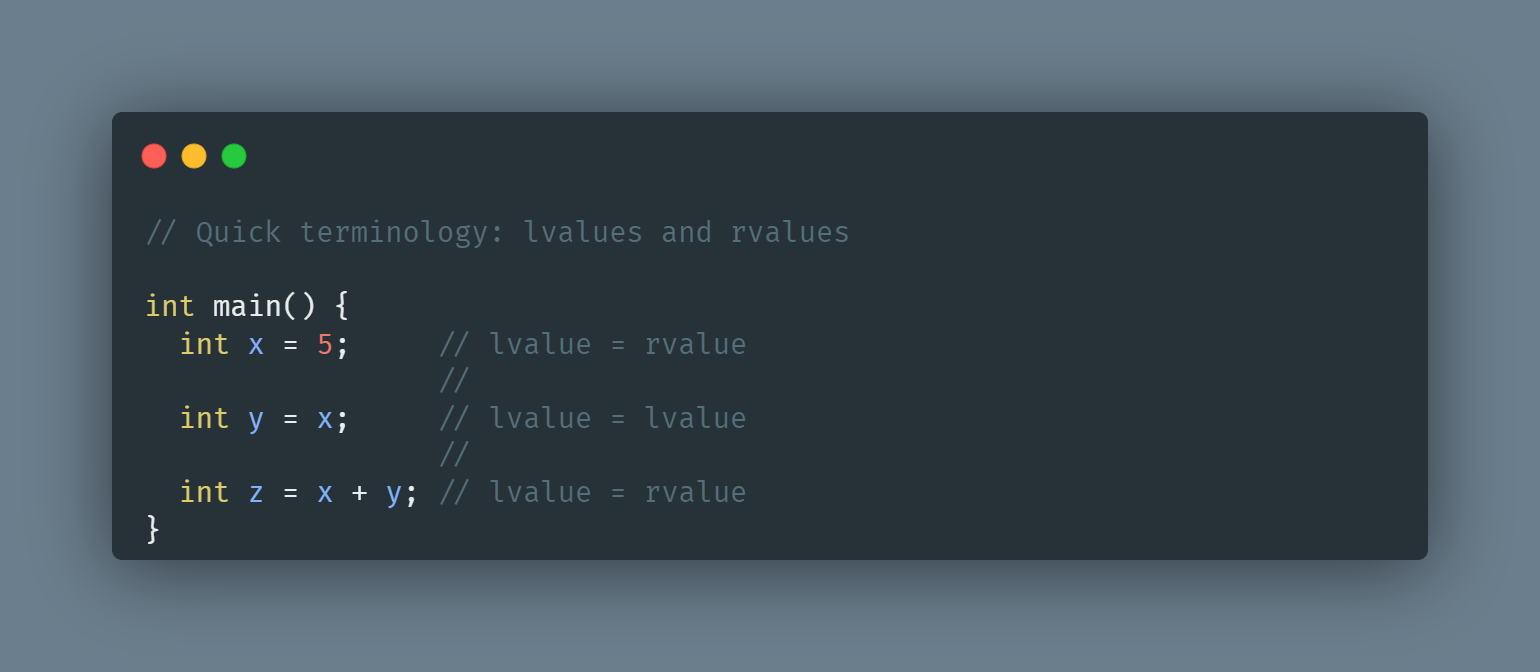 // Quick terminology: lvalues and rvalues

int main() {
  int x = 5;     // lvalue = rvalue
                 //
  int y = x;     // lvalue = lvalue
                 //
  int z = x + y; // lvalue = rvalue
}